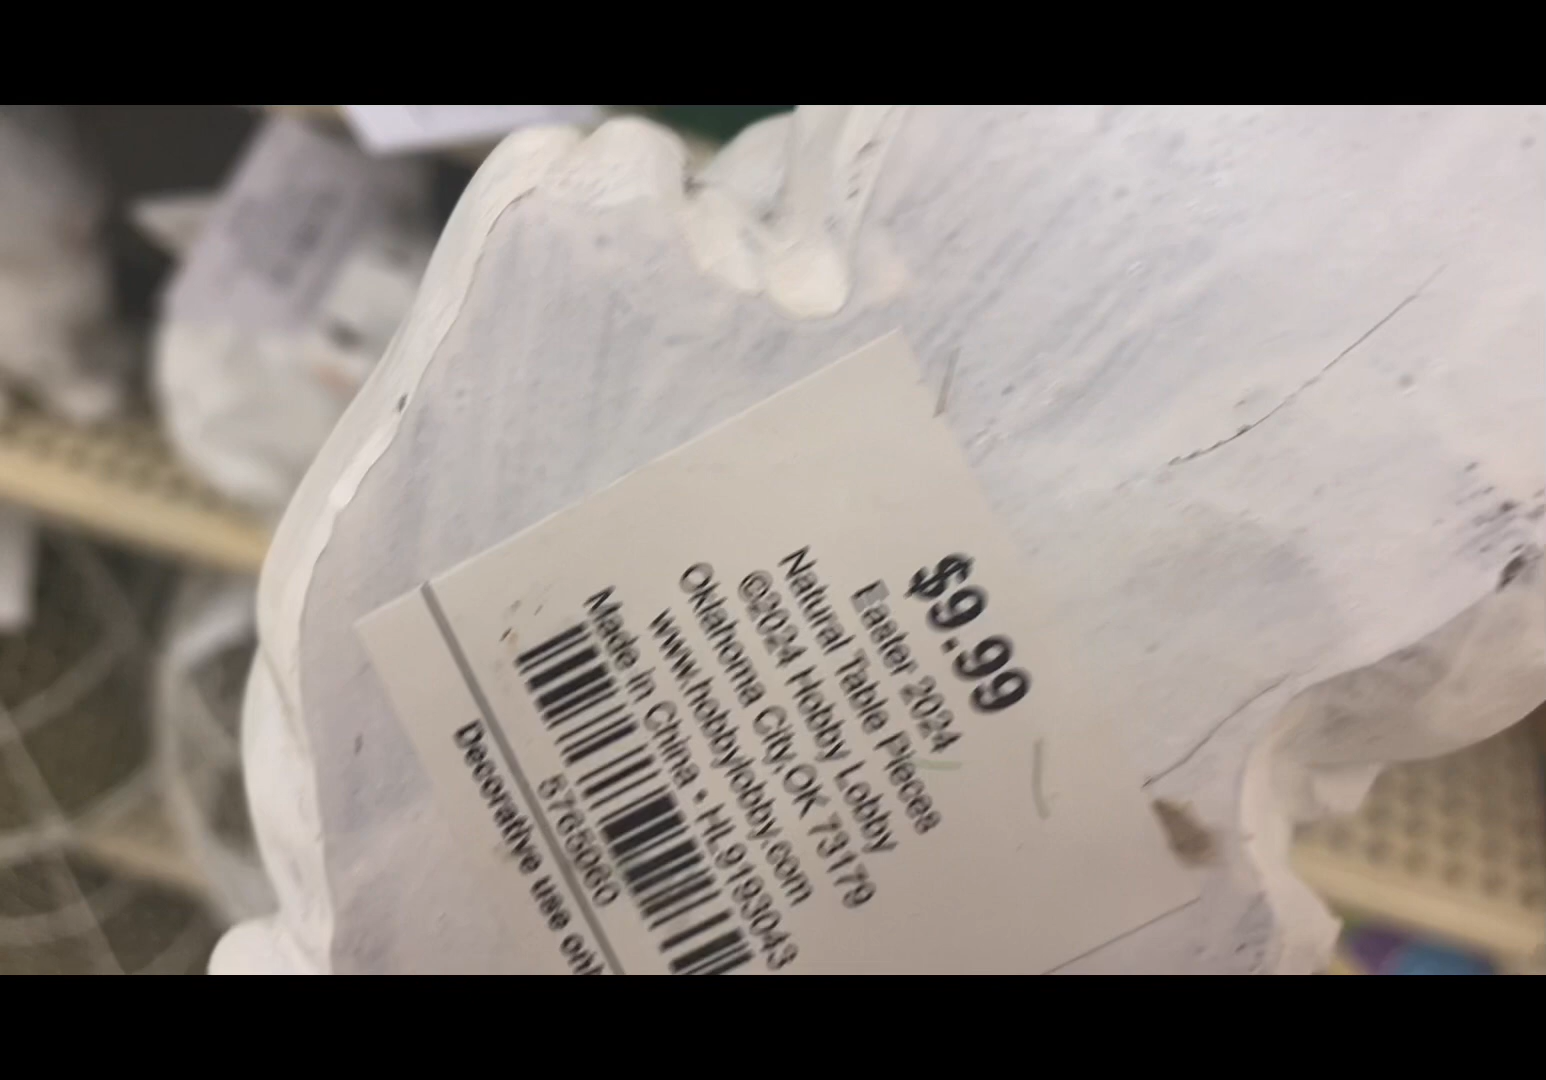 $9.99
Easter 2024
Natural Table Pieces
©2024 Hobby Lobby
Oklahoma City, OK 73179
www.hobbylobby.com
Made in China • HL9193043
5765060
Decorative use only